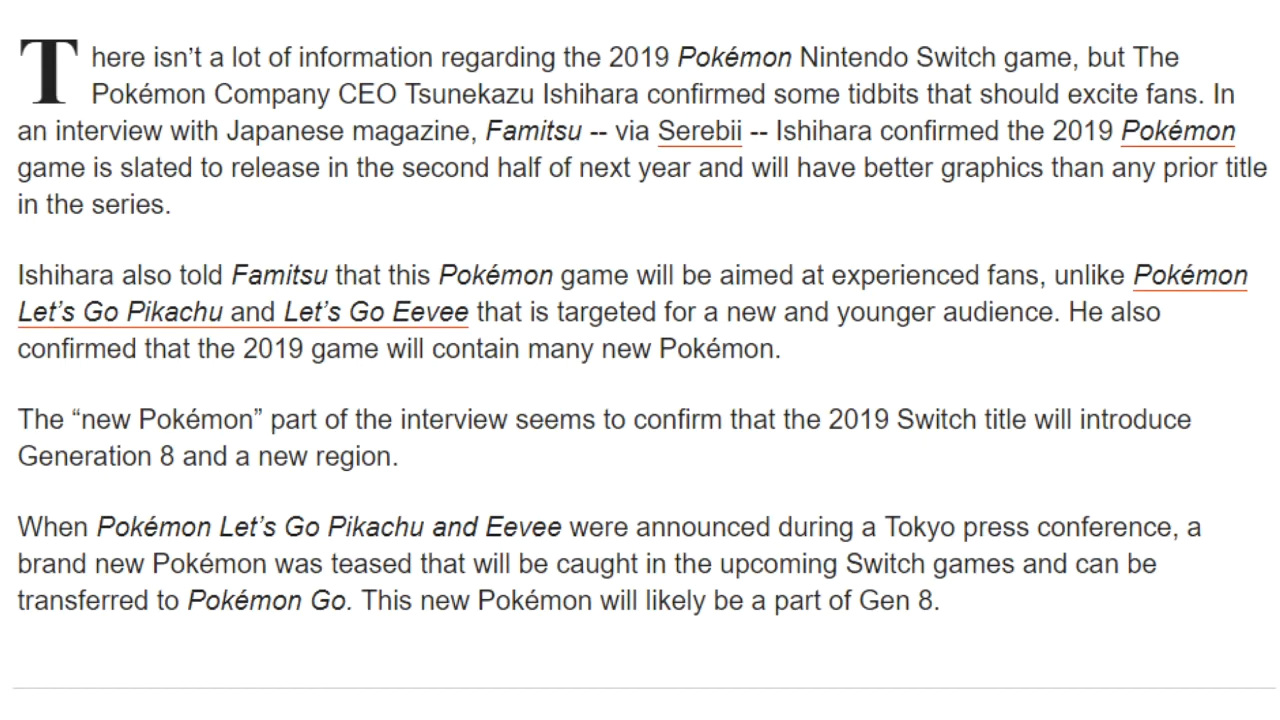 There isn’t a lot of information regarding the 2019 Pokémon Nintendo Switch game, but The
Pokémon Company CEO Tsunekazu Ishihara confirmed some tidbits that should excite fans. In
an interview with Japanese magazine, Famitsu -- via Serebii -- Ishihara confirmed the 2019 Pokémon
game is slated to release in the second half of next year and will have better graphics than any prior title
in the series.
Ishihara also told Famitsu that this Pokémon game will be aimed at experienced fans, unlike Pokémon
Let’s Go Pikachu and Let’s Go Eevee that is targeted for a new and younger audience. He also
confirmed that the 2019 game will contain many new Pokémon.
The “new Pokémon” part of the interview seems to confirm that the 2019 Switch title will introduce
Generation 8 and a new region.
When Pokémon Let’s Go Pikachu and Eevee were announced during a Tokyo press conference, a
brand new Pokémon was teased that will be caught in the upcoming Switch games and can be
transferred to Pokémon Go. This new Pokémon will likely be a part of Gen 8.